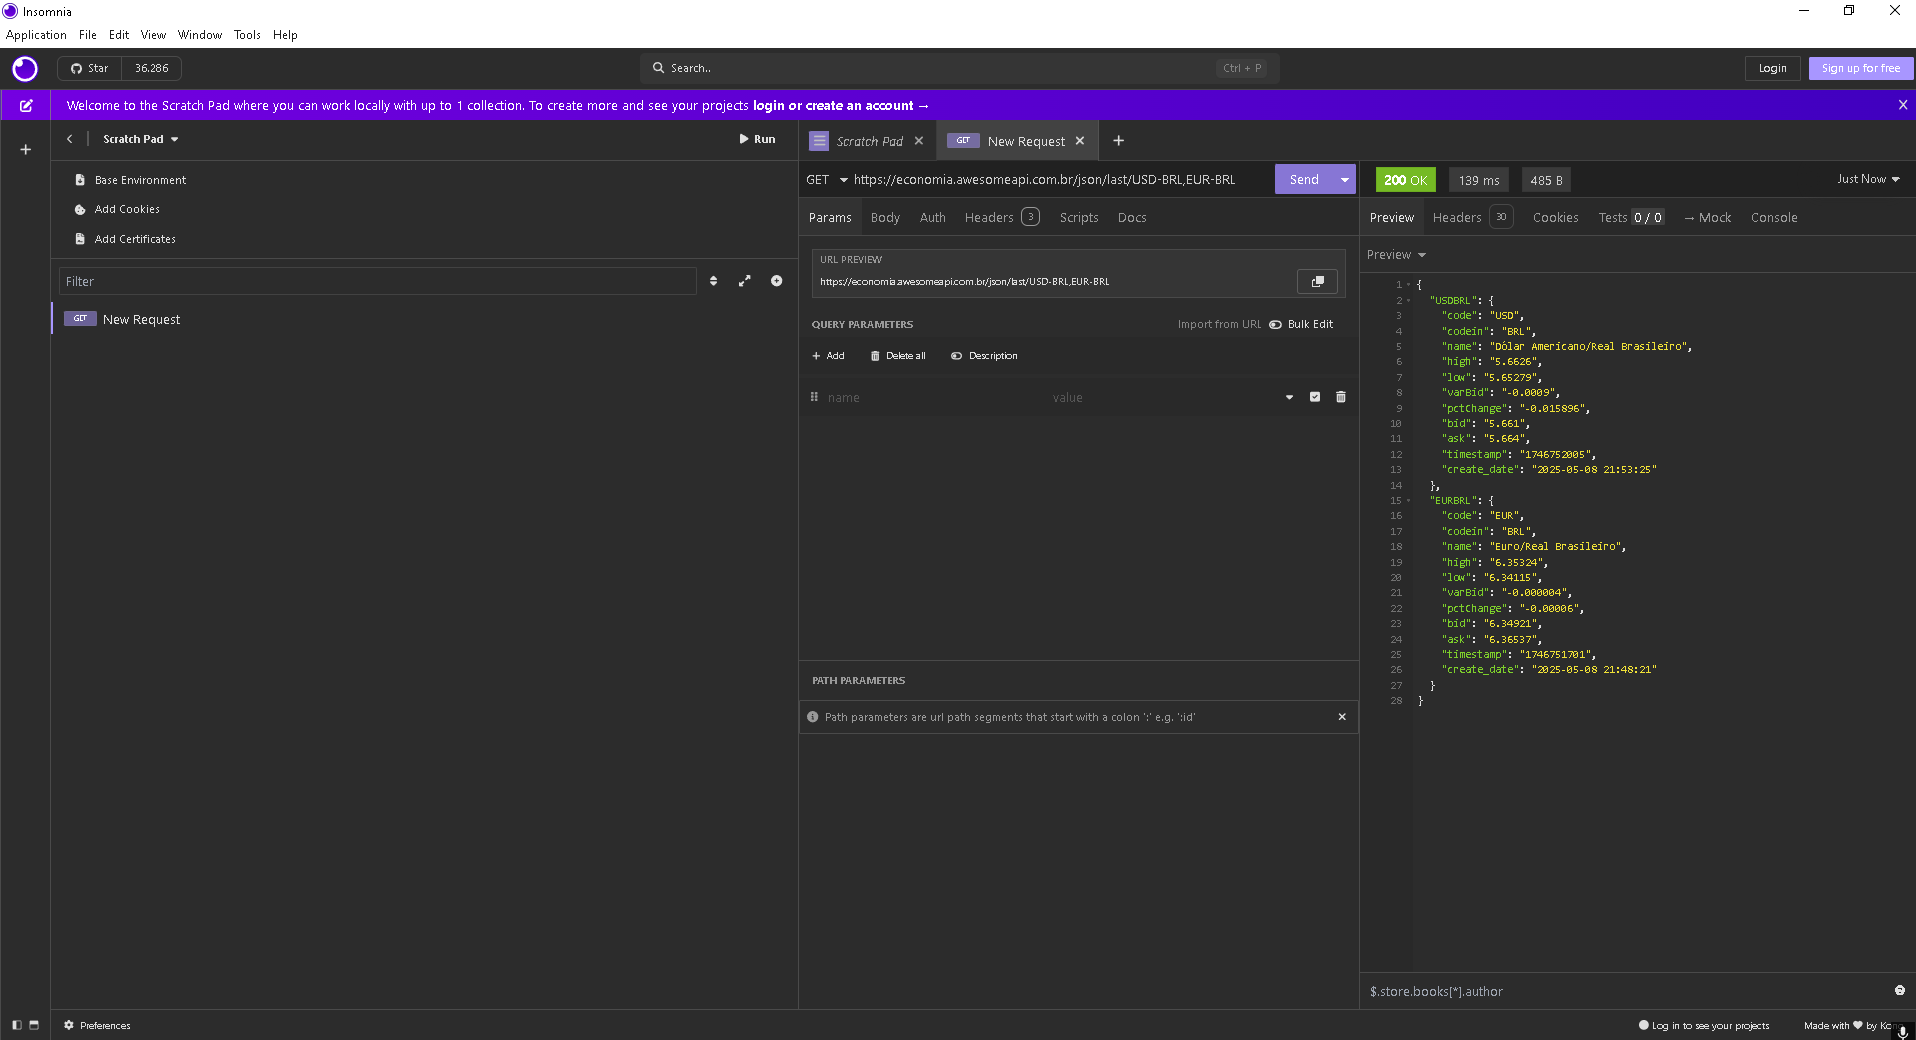 Insomnia
Application File Edit View Window Tools Help
Star 36.286
Search.. Ctrl + P
Login Sign up for free
Welcome to the Scratch Pad where you can work locally with up to 1 collection. To create more and see your projects login or create an account →
Scratch Pad Run
Base Environment
Add Cookies
Add Certificates
Filter
GET New Request
Scratch Pad GET New Request
GET https://economia.awesomeapi.com.br/json/last/USD-BRL,EUR-BRL Send
Params Body Auth Headers 3 Scripts Docs
URL PREVIEW
https://economia.awesomeapi.com.br/json/last/USD-BRL,EUR-BRL
QUERY PARAMETERS Import from URL Bulk Edit
Add Delete all Description
name value
PATH PARAMETERS
Path parameters are url path segments that start with a colon ':' e.g. ':id'
200 OK 139 ms 485 B Just Now
Preview Headers 30 Cookies Tests 0 / 0 → Mock Console
Preview
1 {
2 "USDBRL": {
3 "code": "USD",
4 "codein": "BRL",
5 "name": "Dólar Americano/Real Brasileiro",
6 "high": "5.6626",
7 "low": "5.65279",
8 "varBid": "-0.0009",
9 "pctChange": "-0.015896",
10 "bid": "5.661",
11 "ask": "5.664",
12 "timestamp": "1746752005",
13 "create_date": "2025-05-08 21:53:25"
14 },
15 "EURBRL": {
16 "code": "EUR",
17 "codein": "BRL",
18 "name": "Euro/Real Brasileiro",
19 "high": "6.35324",
20 "low": "6.34115",
21 "varBid": "-0.000004",
22 "pctChange": "-0.00006",
23 "bid": "6.34921",
24 "ask": "6.36537",
25 "timestamp": "1746751701",
26 "create_date": "2025-05-08 21:48:21"
27 }
28 }
$.store.books[*].author
Preferences
Log in to see your projects Made with ❤ by